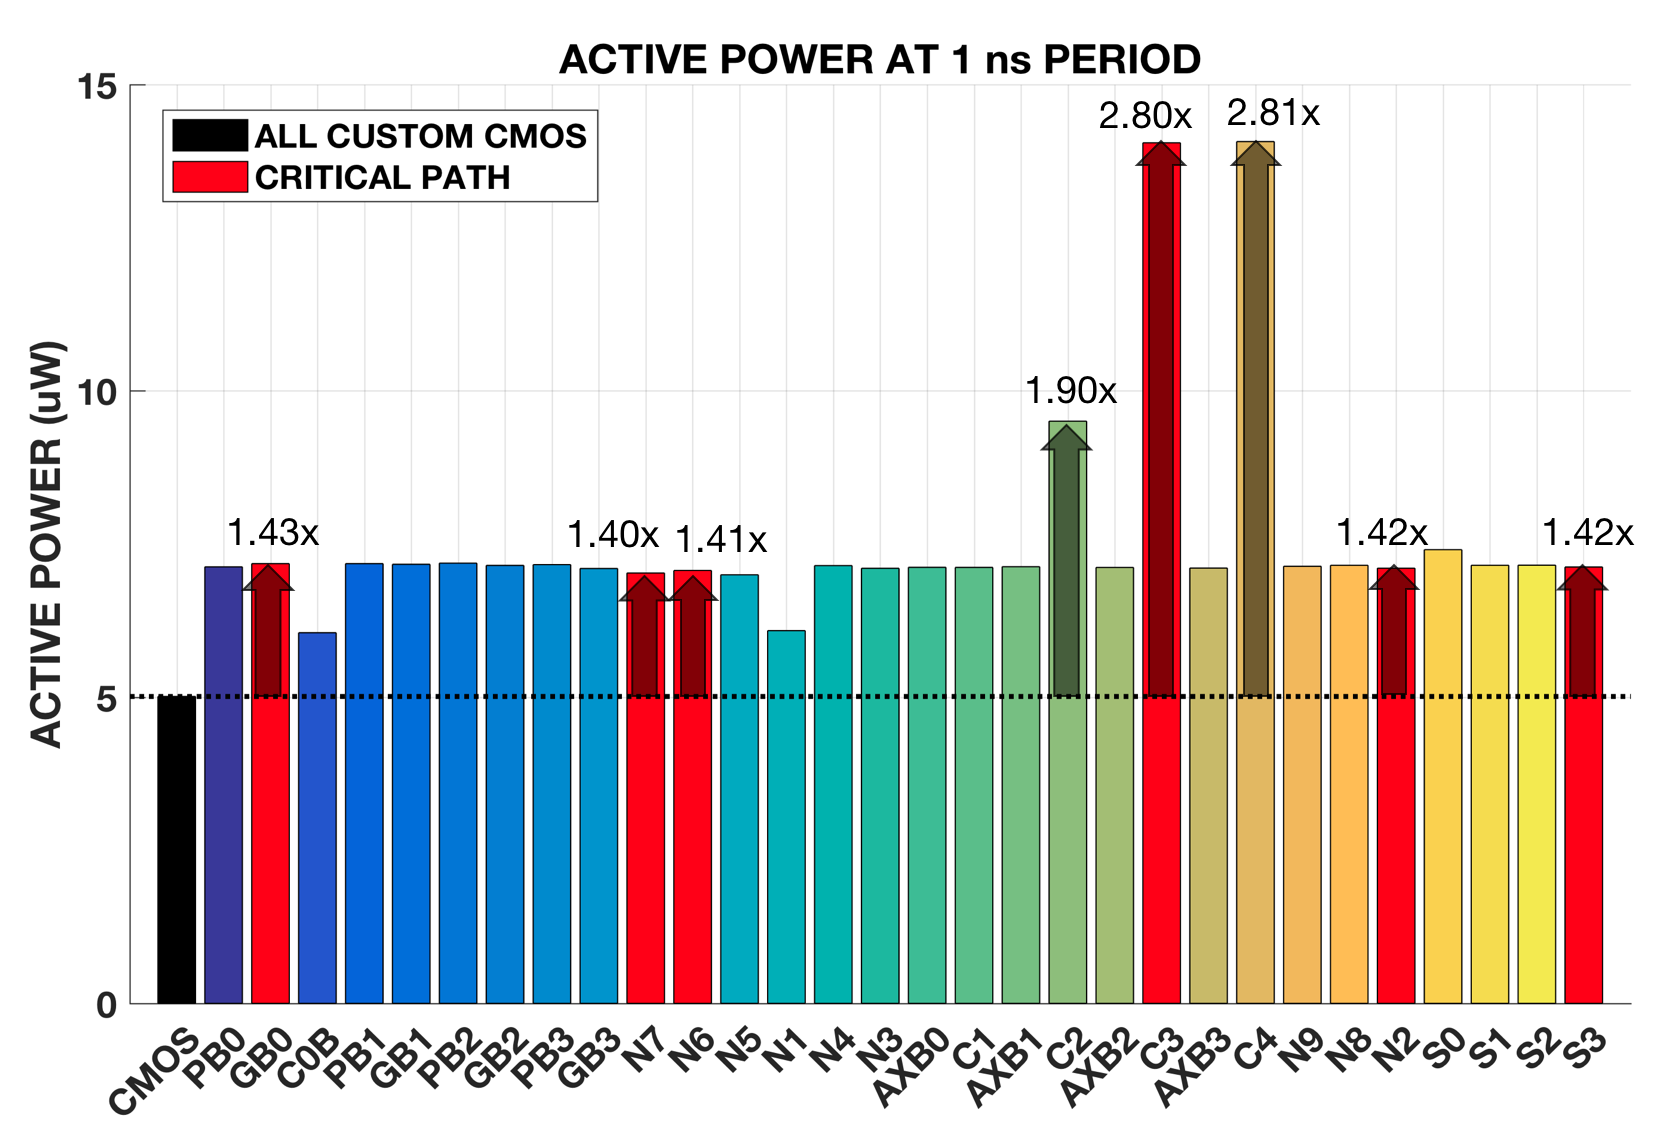 ACTIVE POWER AT 1 ns PERIOD
ALL CUSTOM CMOS
CRITICAL PATH
ACTIVE POWER (uW)
15
10
5
0
1.43x
1.40x
1.41x
1.90x
2.80x
2.81x
1.42x
1.42x
CMOS
PB0
GB0
C0B
PB1
GB1
PB2
GB2
PB3
GB3
N7
N6
N5
N1
N4
N3
AXB0
C1
AXB1
C2
AXB2
C3
AXB3
C4
N9
N8
N2
S0
S1
S2
S3